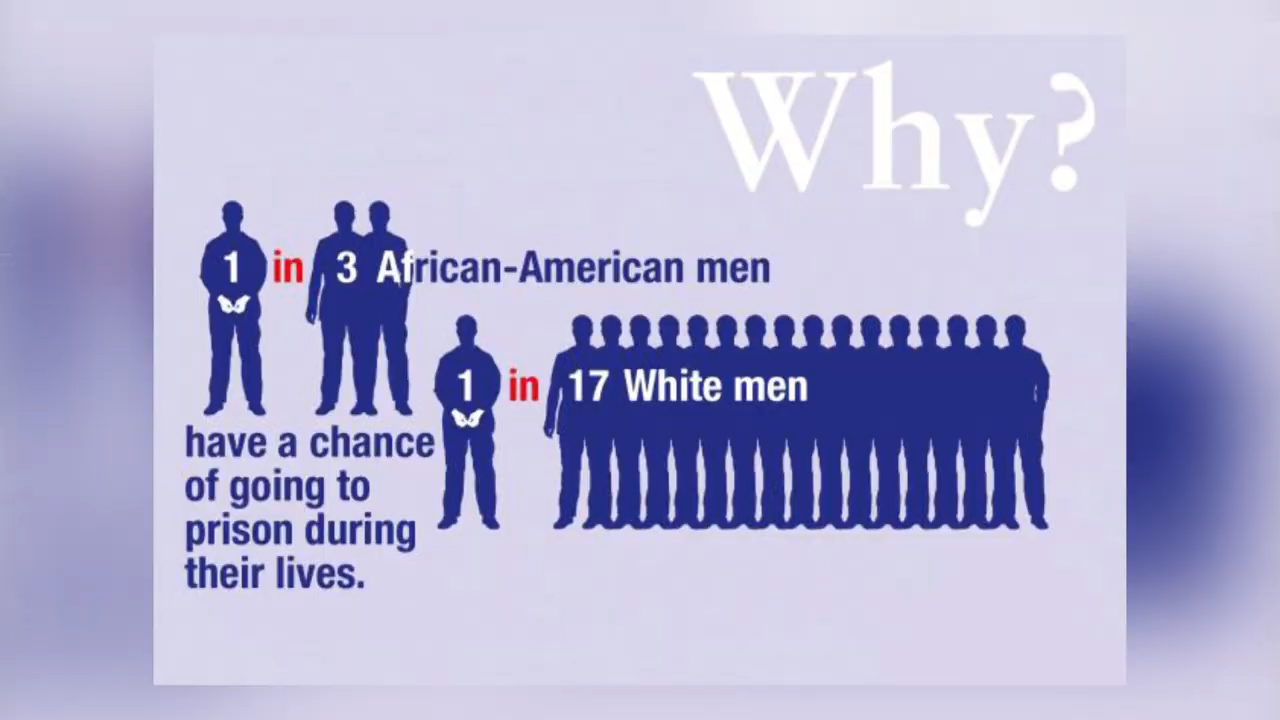 Why?
1 in 3 African-American men
1 in 17 White men
have a chance
of going to
prison during
their lives.